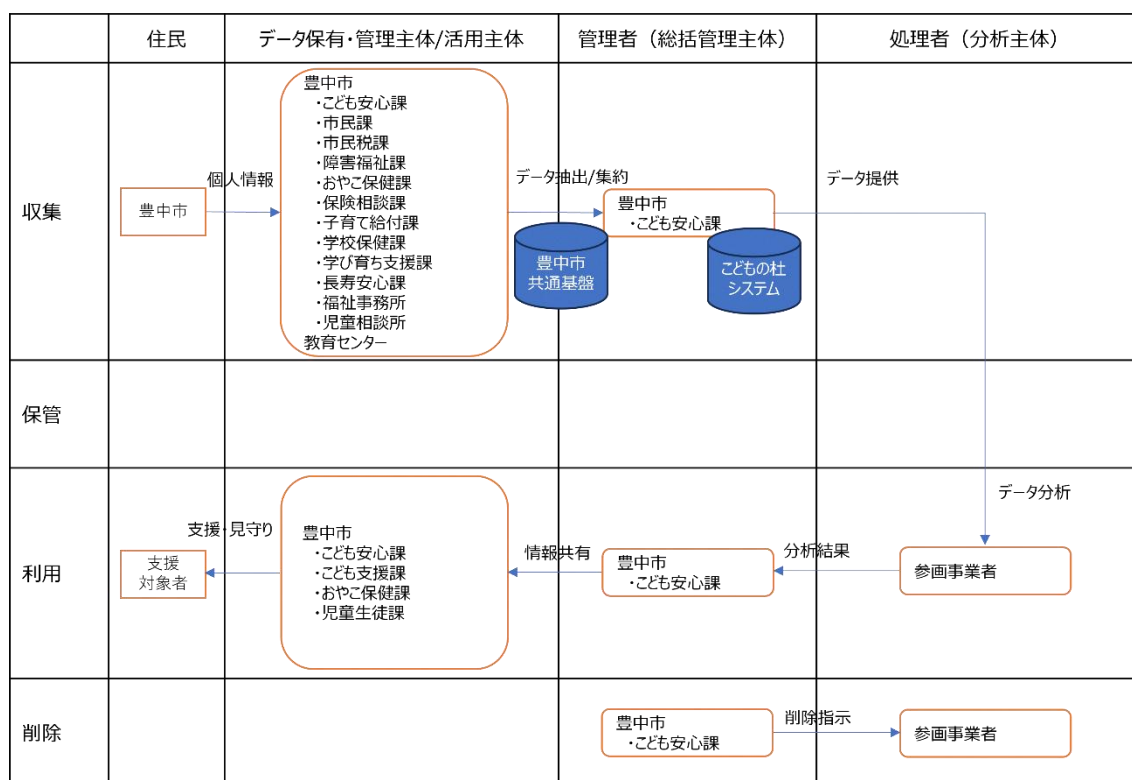 住民
データ保有・管理主体/活用主体
管理者（総括管理主体）
処理者（分析主体）
収集
豊中市
個人情報
豊中市
・こども安心課
・市民課
・市民税課
・障害福祉課
・おやこ保健課
・保険相談課
・子育て給付課
・学校保健課
・学び育ち支援課
・長寿安心課
・福祉事務所
・児童相談所
教育センター
データ抽出/集約
豊中市
共通基盤
豊中市
・こども安心課
こどもの杜
システム
データ提供
保管
データ分析
利用
支援
対象者
支援・見守り
豊中市
・こども安心課
・こども支援課
・おやこ保健課
・児童生徒課
情報共有
豊中市
・こども安心課
分析結果
参画事業者
削除
豊中市
・こども安心課
削除指示
参画事業者